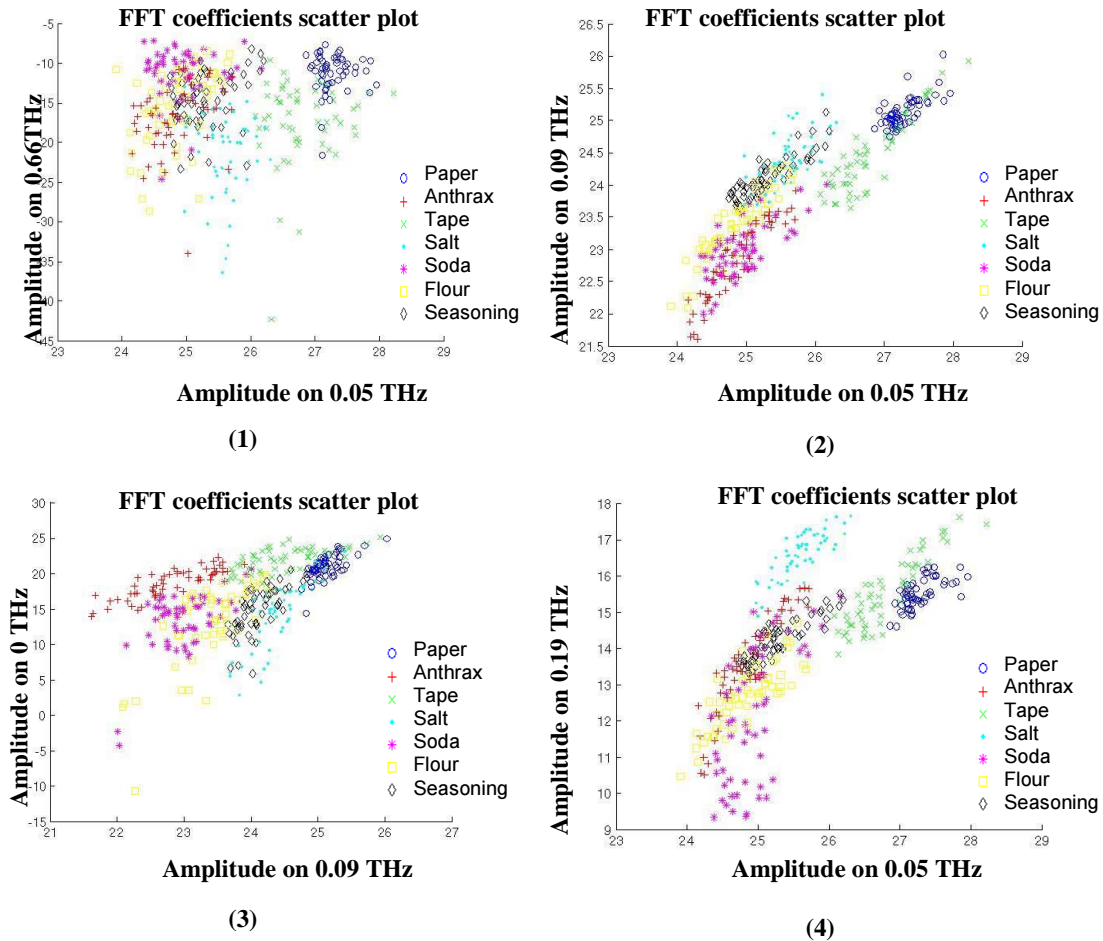 FFT coefficients scatter plot
Amplitude on 0.66THz
-5
-10
-15
-20
-25
-30
-35
-40
45
23 24 25 26 27 28 29
Paper
Anthrax
Tape
Salt
Soda
Flour
Seasoning
Amplitude on 0.05 THz
(1)
FFT coefficients scatter plot
Amplitude on 0.09 THz
26.5
26
25.5
25
24.5
24
23.5
23
22.5
22
21.5
23 24 25 26 27 28 29
Paper
Anthrax
Tape
Salt
Soda
Flour
Seasoning
Amplitude on 0.05 THz
(2)
FFT coefficients scatter plot
Amplitude on 0 THz
30
25
20
15
10
5
0
-5
-10
-15
21 22 23 24 25 26 27
Paper
Anthrax
Tape
Salt
Soda
Flour
Seasoning
Amplitude on 0.09 THz
(3)
FFT coefficients scatter plot
Amplitude on 0.19 THz
18
17
16
15
14
13
12
11
10
9
23 24 25 26 27 28 29
Paper
Anthrax
Tape
Salt
Soda
Flour
Seasoning
Amplitude on 0.05 THz
(4)